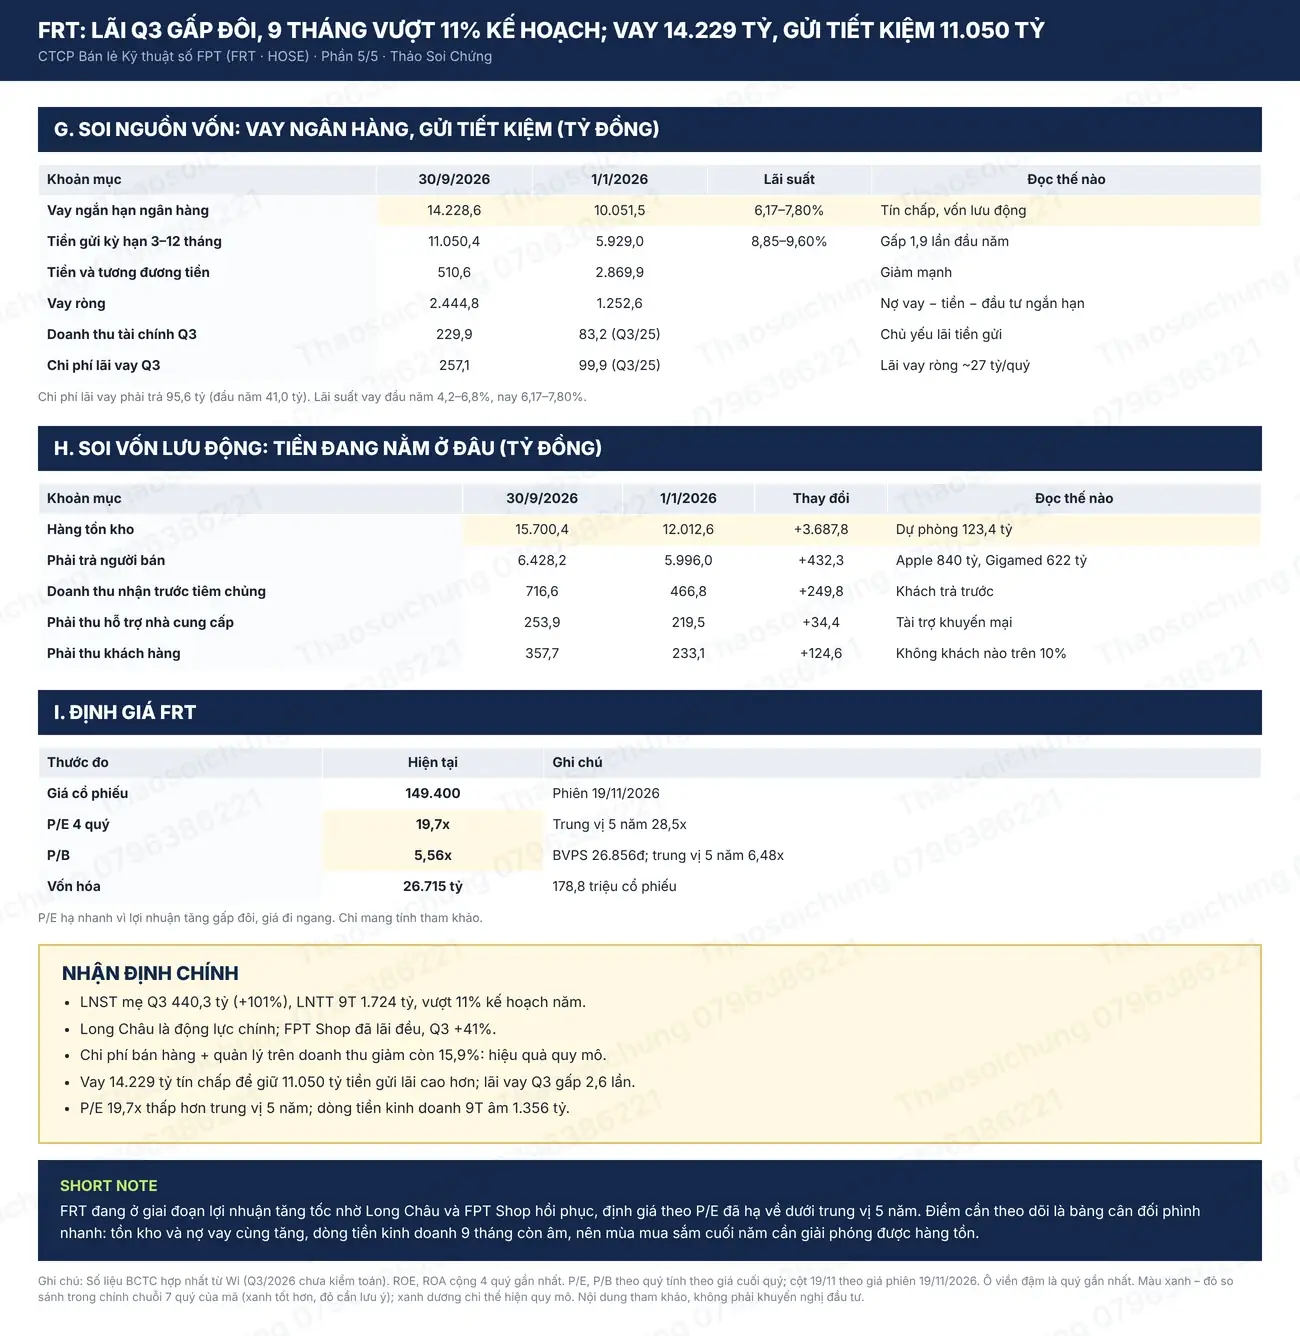 FRT: LÃI Q3 GẤP ĐÔI, 9 THÁNG VƯỢT 11% KẾ HOẠCH; VAY 14.229 TỶ, GỬI TIẾT KIỆM 11.050 TỶ
CTCP Bán lẻ Kỹ thuật số FPT (FRT · HOSE) · Phần 5/5 · Thảo Soi Chứng
G. SOI NGUỒN VỐN: VAY NGÂN HÀNG, GỬI TIẾT KIỆM (TỶ ĐỒNG)
Khoản mục 30/9/2026 1/1/2026 Lãi suất Đọc thế nào
Vay ngắn hạn ngân hàng 14.228,6 10.051,5 6,17–7,80% Tín chấp, vốn lưu động
Tiền gửi kỳ hạn 3–12 tháng 11.050,4 5.929,0 8,85–9,60% Gấp 1,9 lần đầu năm
Tiền và tương đương tiền 510,6 2.869,9 Giảm mạnh
Vay ròng 2.444,8 1.252,6 Nợ vay − tiền − đầu tư ngắn hạn
Doanh thu tài chính Q3 229,9 83,2 (Q3/25) Chủ yếu lãi tiền gửi
Chi phí lãi vay Q3 257,1 99,9 (Q3/25) Lãi vay ròng ~27 tỷ/quý
Chi phí lãi vay phải trả 95,6 tỷ (đầu năm 41,0 tỷ). Lãi suất vay đầu năm 4,2–6,8%, nay 6,17–7,80%.
H. SOI VỐN LƯU ĐỘNG: TIỀN ĐANG NẰM Ở ĐÂU (TỶ ĐỒNG)
Khoản mục 30/9/2026 1/1/2026 Thay đổi Đọc thế nào
Hàng tồn kho 15.700,4 12.012,6 +3.687,8 Dự phòng 123,4 tỷ
Phải trả người bán 6.428,2 5.996,0 +432,3 Apple 840 tỷ, Gigamed 622 tỷ
Doanh thu nhận trước tiêm chủng 716,6 466,8 +249,8 Khách trả trước
Phải thu hỗ trợ nhà cung cấp 253,9 219,5 +34,4 Tài trợ khuyến mại
Phải thu khách hàng 357,7 233,1 +124,6 Không khách nào trên 10%
I. ĐỊNH GIÁ FRT
Thước đo Hiện tại Ghi chú
Giá cổ phiếu 149.400 Phiên 19/11/2026
P/E 4 quý 19,7x Trung vị 5 năm 28,5x
P/B 5,56x BVPS 26.856đ; trung vị 5 năm 6,48x
Vốn hóa 26.715 tỷ 178,8 triệu cổ phiếu
P/E hạ nhanh vì lợi nhuận tăng gấp đôi, giá đi ngang. Chỉ mang tính tham khảo.
NHẬN ĐỊNH CHÍNH
• LNST mẹ Q3 440,3 tỷ (+101%), LNTT 9T 1.724 tỷ, vượt 11% kế hoạch năm.
• Long Châu là động lực chính; FPT Shop đã lãi đều, Q3 +41%.
• Chi phí bán hàng + quản lý trên doanh thu giảm còn 15,9%: hiệu quả quy mô.
• Vay 14.229 tỷ tín chấp để giữ 11.050 tỷ tiền gửi lãi cao hơn; lãi vay Q3 gấp 2,6 lần.
• P/E 19,7x thấp hơn trung vị 5 năm; dòng tiền kinh doanh 9T âm 1.356 tỷ.
SHORT NOTE
FRT đang ở giai đoạn lợi nhuận tăng tốc nhờ Long Châu và FPT Shop hồi phục, định giá theo P/E đã hạ về dưới trung vị 5 năm. Điểm cần theo dõi là bảng cân đối phình
nhanh: tồn kho và nợ vay cùng tăng, dòng tiền kinh doanh 9 tháng còn âm, nên mùa mua sắm cuối năm cần giải phóng được hàng tồn.
Ghi chú: Số liệu BCTC hợp nhất từ Wi (Q3/2026 chưa kiểm toán). ROE, ROA cộng 4 quý gần nhất. P/E, P/B theo quý tính theo giá cuối quý; cột 19/11 theo giá phiên 19/11/2026. Ô viền đậm là quý gần nhất. Màu xanh – đỏ so
sánh trong chính chuỗi 7 quý của mã (xanh tốt hơn, đỏ cần lưu ý); xanh dương chỉ thể hiện quy mô. Nội dung tham khảo, không phải khuyến nghị đầu tư.
Thaosoichung 0796386221